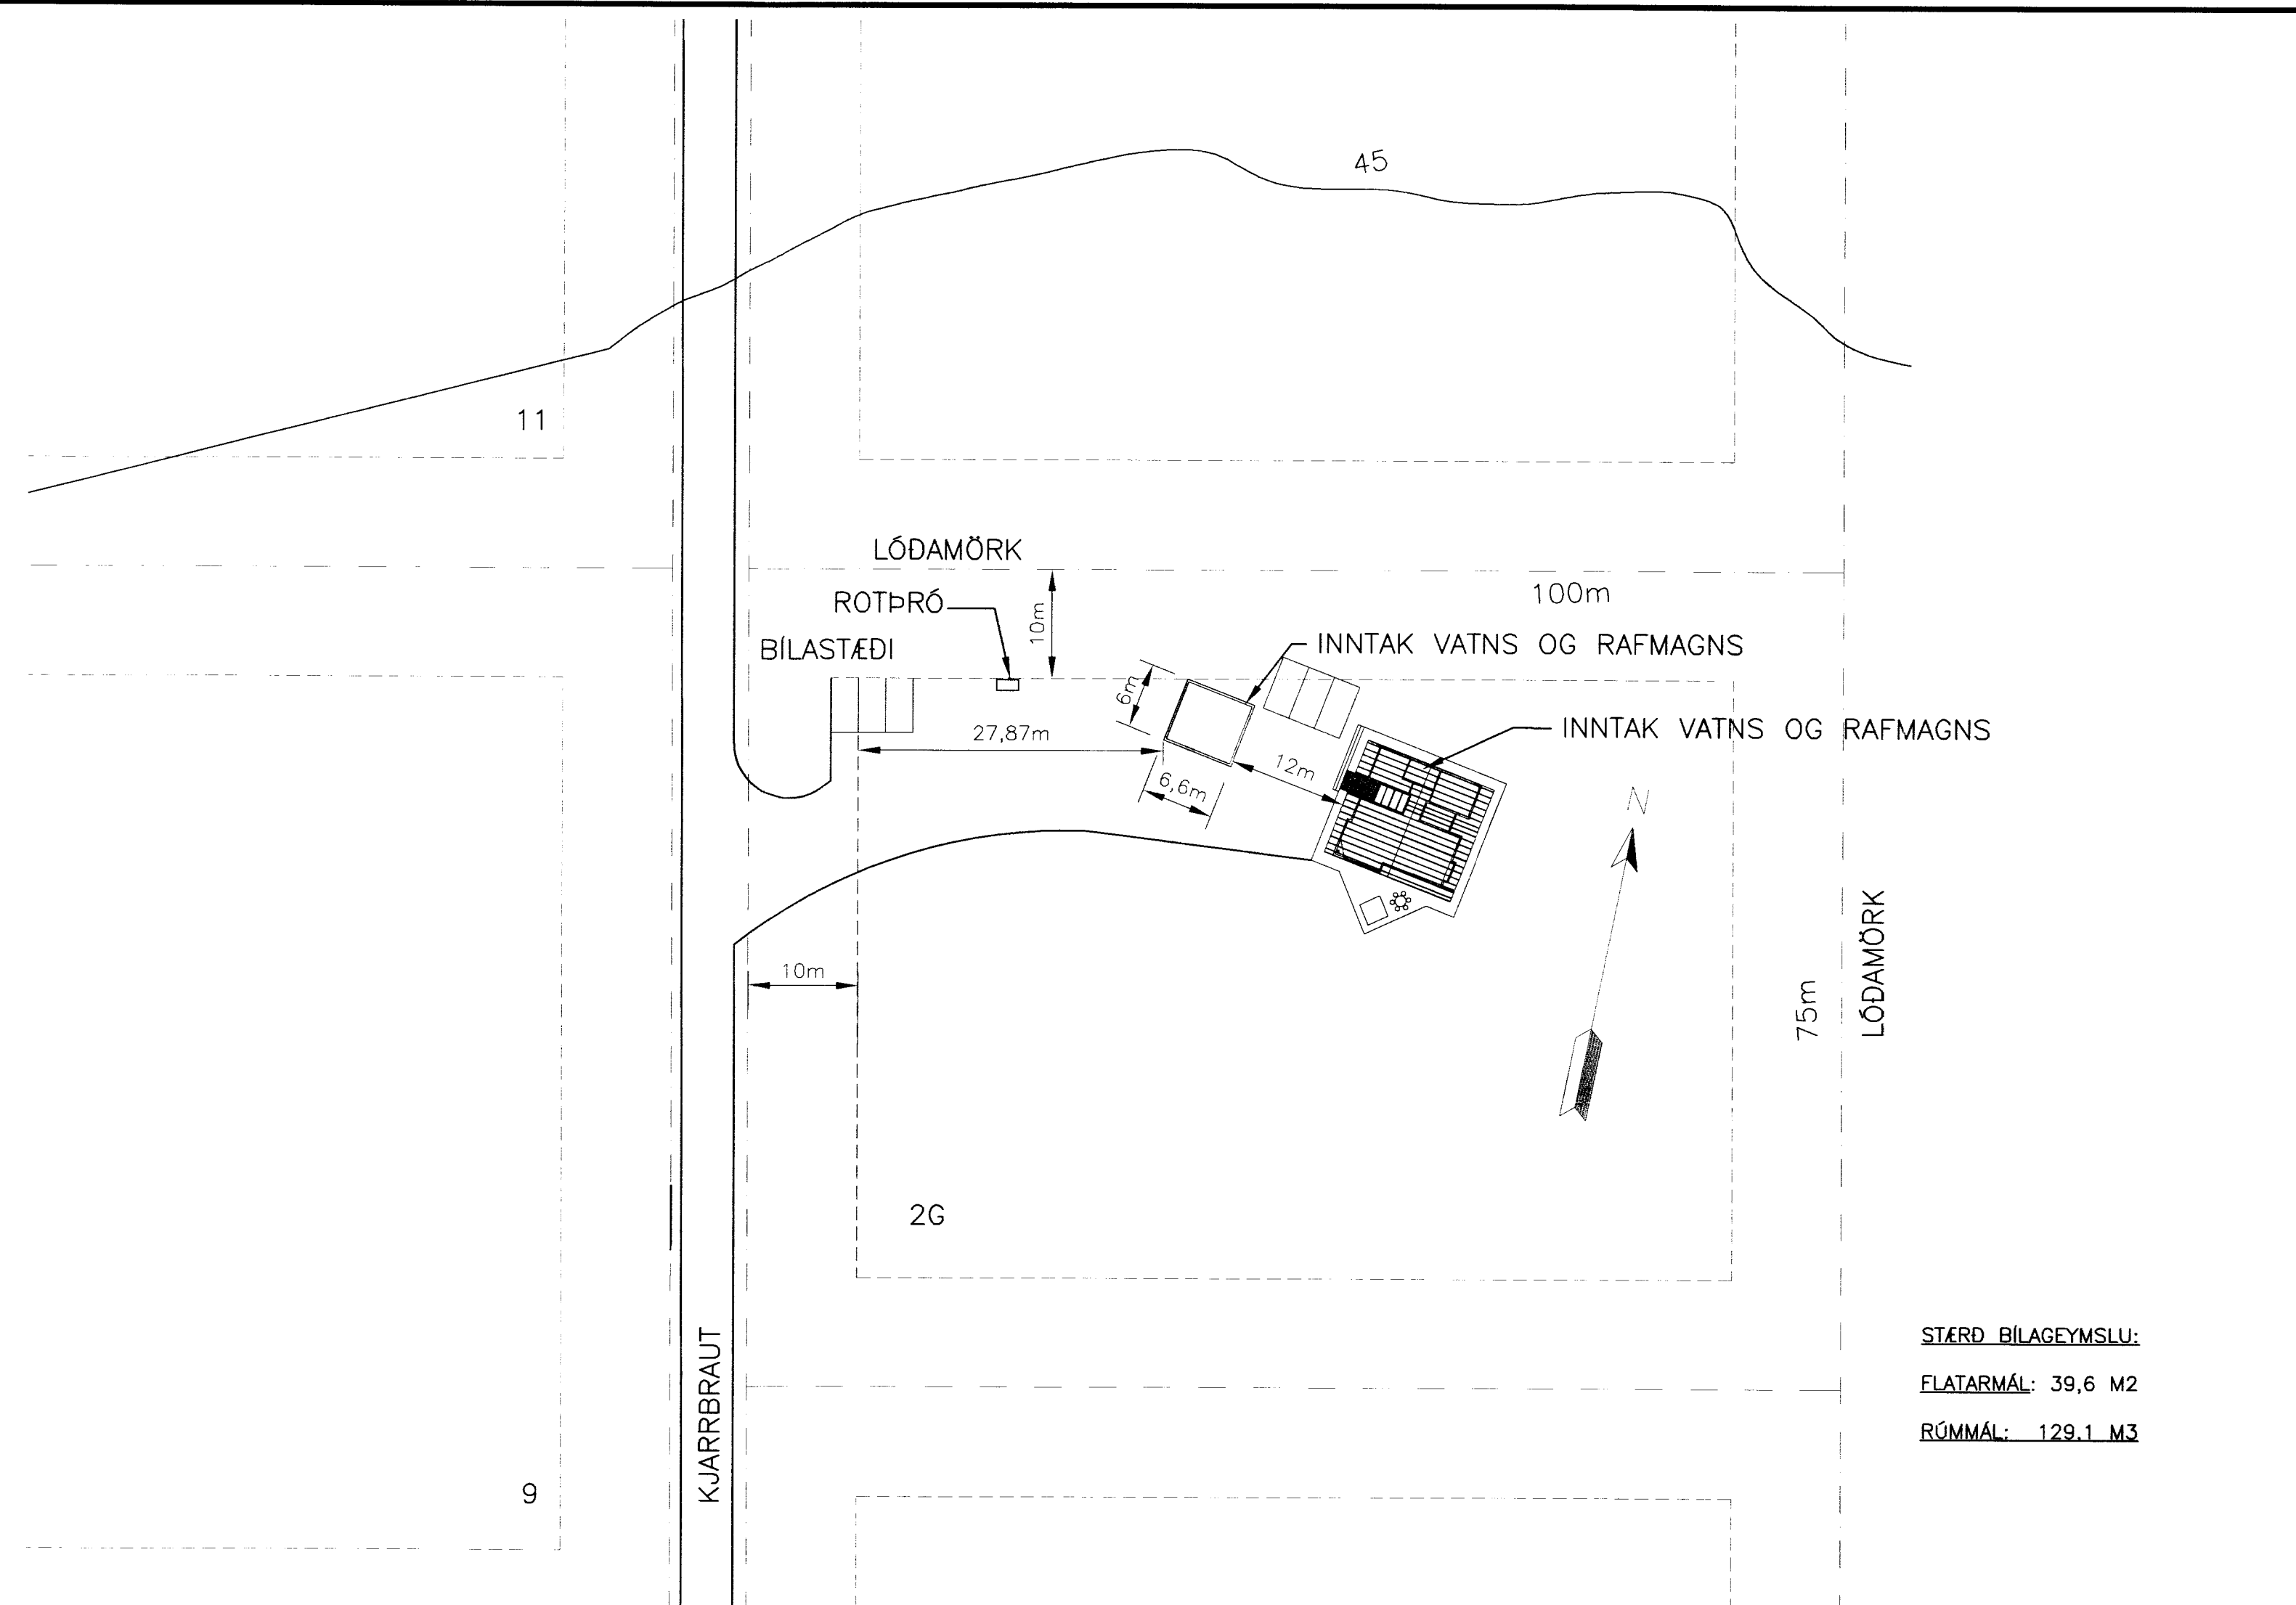 45
11
LÓÐAMÖRK
100m
ROTÞRÓ
10m
BÍLASTÆÐI
INNTAK VATNS OG RAFMAGNS
6m
27,87m
INNTAK VATNS OG RAFMAGNS
12m
6,6m
N
10m
75m
LÓÐAMÖRK
2G
KJARRBRAUT
9
STÆRÐ BÍLAGEYMSLU:
FLATARMÁL: 39,6 M2
RÚMMÁL: 129.1 M3